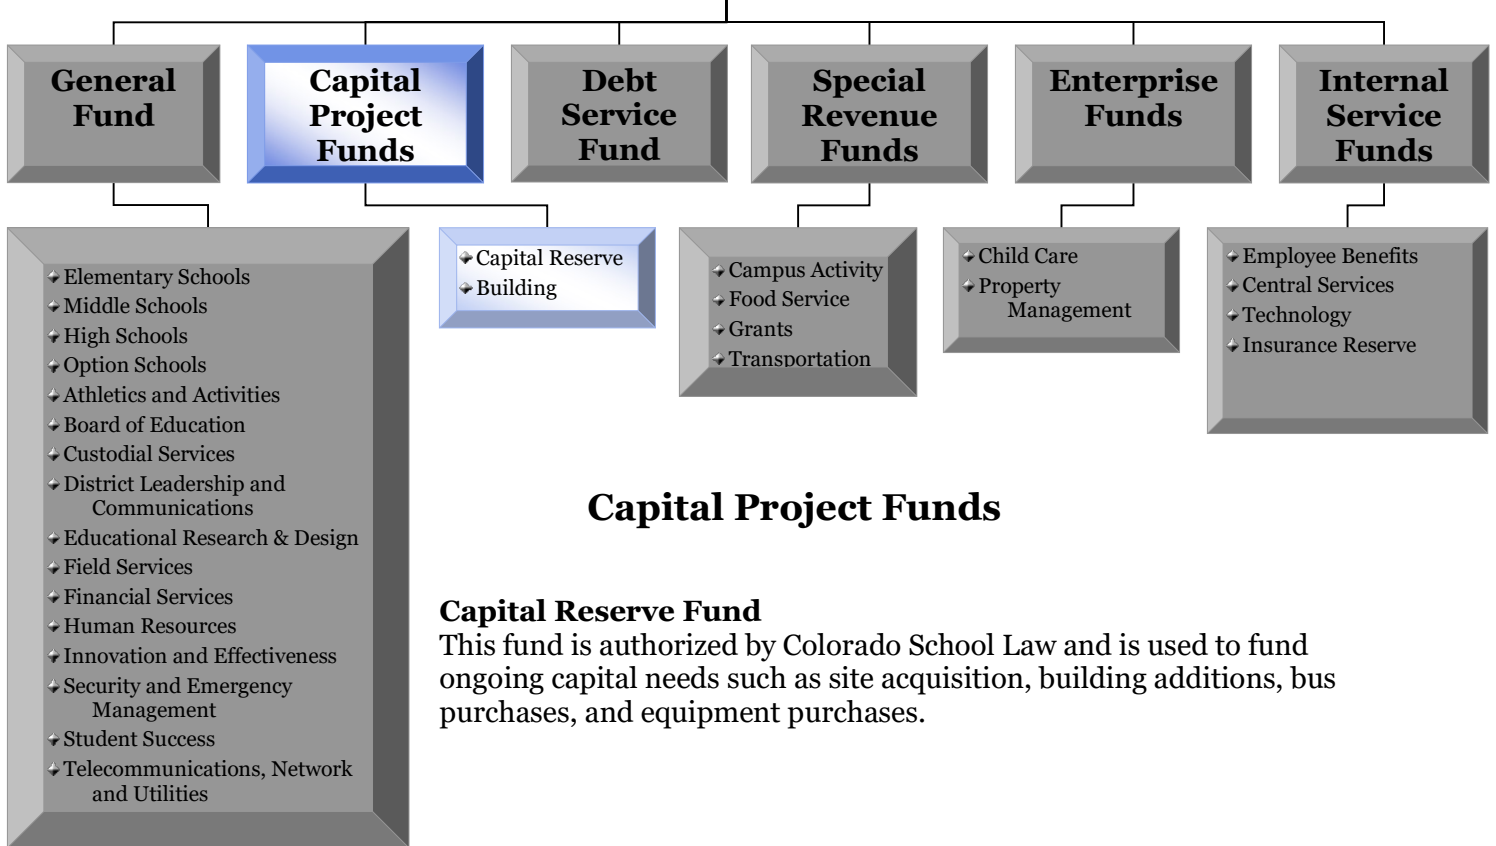 General
Fund
Capital
Project
Funds
Debt
Service
Fund
Special
Revenue
Funds
Enterprise
Funds
Internal
Service
Funds
Elementary Schools
Middle Schools
High Schools
Option Schools
Athletics and Activities
Board of Education
Custodial Services
District Leadership and
Communications
Educational Research & Design
Field Services
Financial Services
Human Resources
Innovation and Effectiveness
Security and Emergency
Management
Student Success
Telecommunications, Network
and Utilities
Capital Reserve
Building
Campus Activity
Food Service
Grants
Transportation
Child Care
Property
Management
Employee Benefits
Central Services
Technology
Insurance Reserve
Capital Project Funds
Capital Reserve Fund
This fund is authorized by Colorado School Law and is used to fund
ongoing capital needs such as site acquisition, building additions, bus
purchases, and equipment purchases.